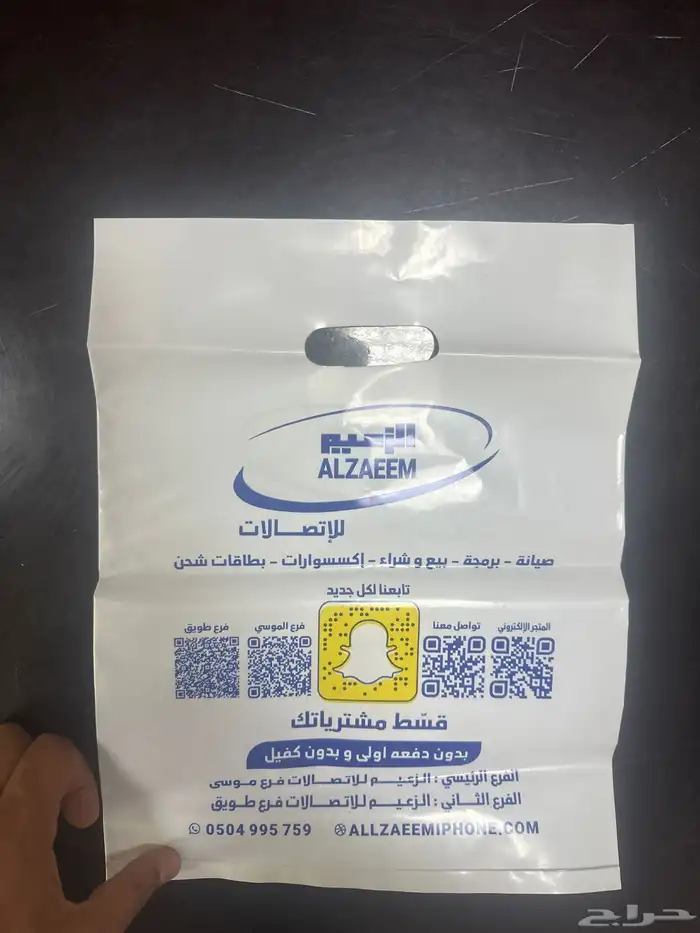 الزعيم
ALZAEEM
للإتصالات
صيانة - برمجة - بيع و شراء - إكسسوارات - بطاقات شحن
تابعنا لكل جديد
المتجر الإلكتروني تواصل معنا فرع الموسي فرع طويق
قسّط مشترياتك
بدون دفعه اولى و بدون كفيل
الفرع الرئيسي : الزعيم للاتصالات فرع موسى
الفرع الثاني : الزعيم للاتصالات فرع طويق
0504 995 759 ALLZAEEMIPHONE.COM
حراج